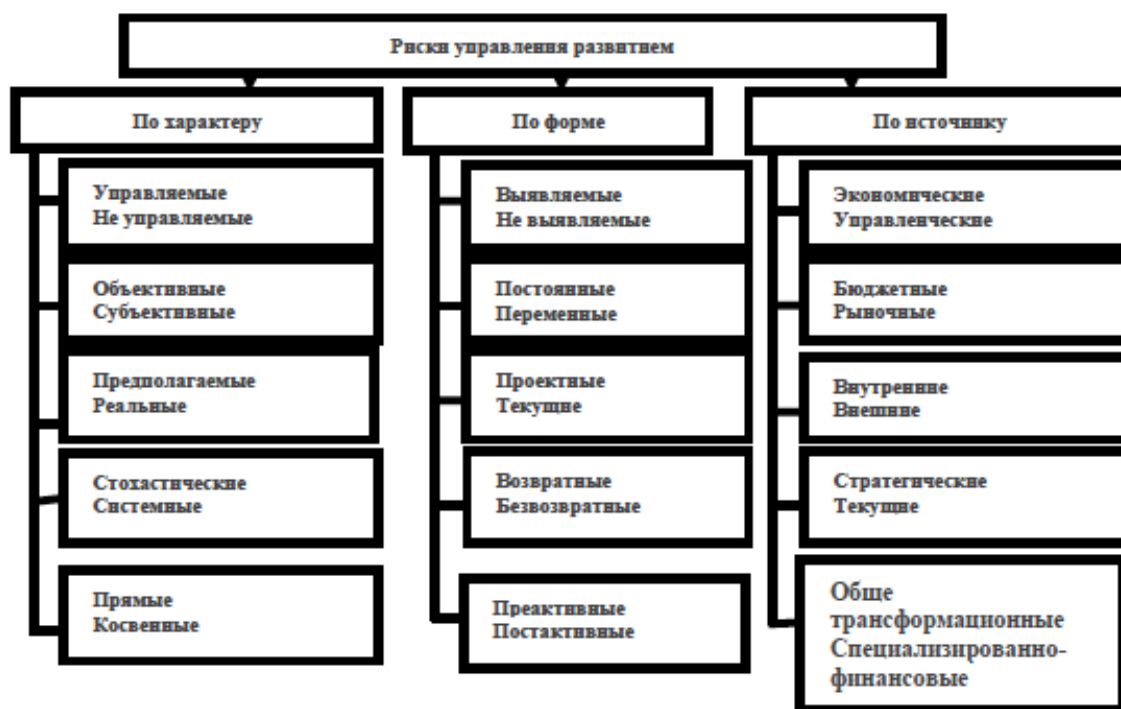 Риски управления развитием
По характеру
Управляемые
Не управляемые
Объективные
Субъективные
Предполагаемые
Реальные
Стохастические
Системные
Прямые
Косвенные
По форме
Выявляемые
Не выявляемые
Постоянные
Переменные
Проектные
Текущие
Возвратные
Безвозвратные
Преактивные
Постактивные
По источнику
Экономические
Управленческие
Бюджетные
Рыночные
Внутренние
Внешние
Стратегические
Текущие
Обще
трансформационные
Специализированно-
финансовые